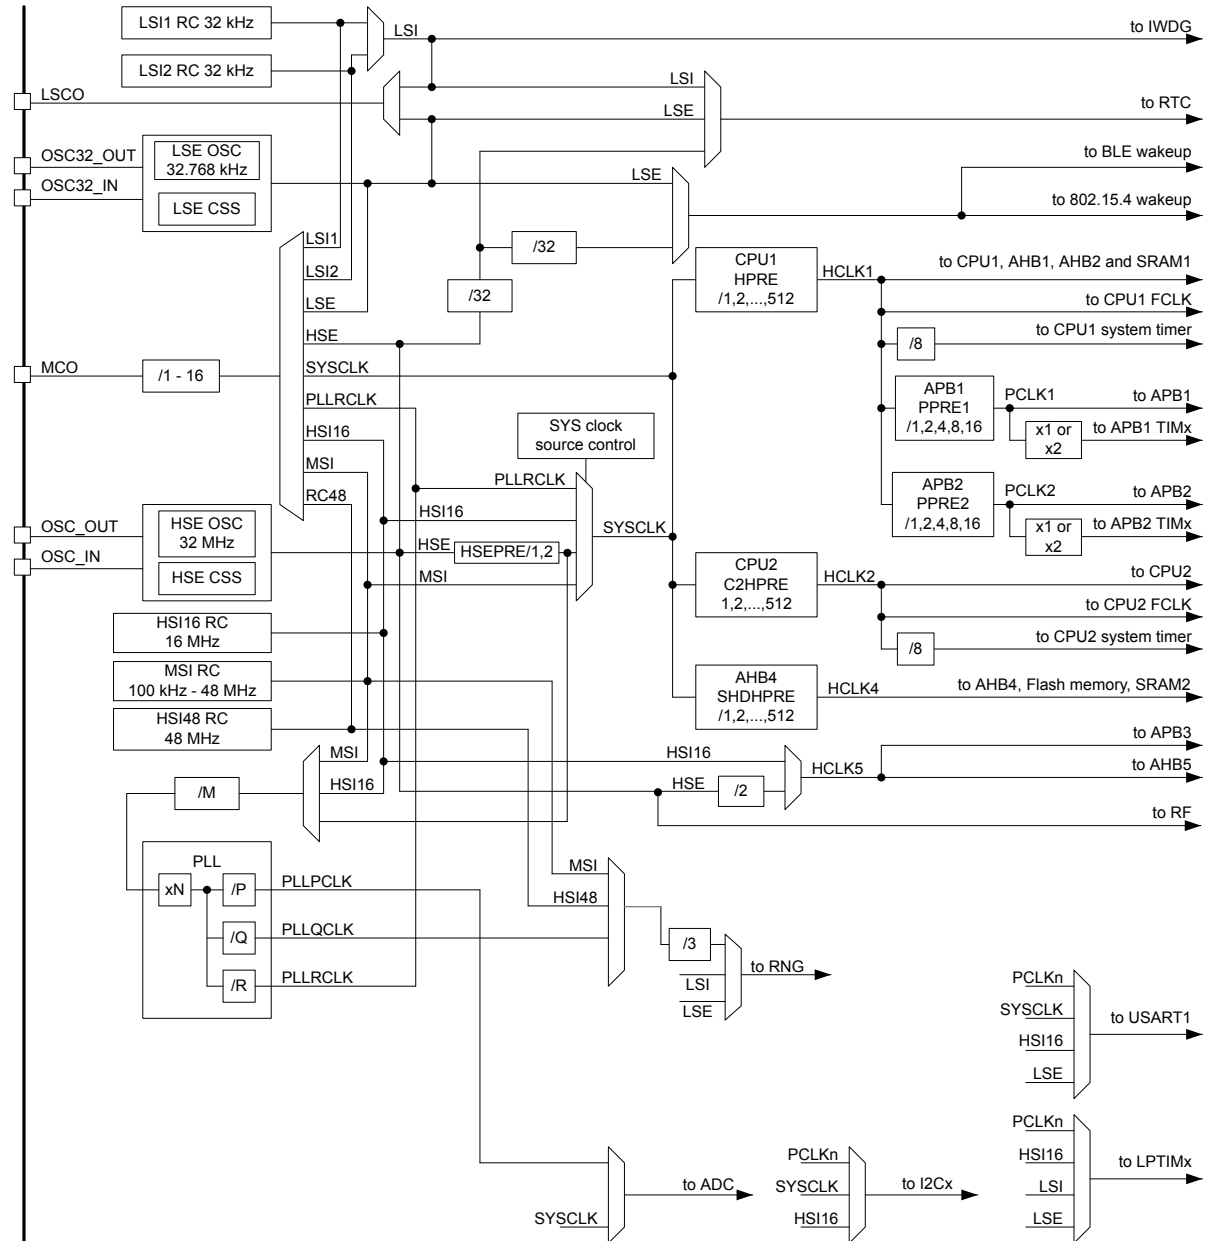 LSI1 RC 32 kHz
LSI
to IWDG
LSI2 RC 32 kHz
LSI
LSCO
LSE
to RTC
OSC32_OUT
LSE OSC
32.768 kHz
to BLE wakeup
OSC32_IN
LSE CSS
LSE
to 802.15.4 wakeup
LSI1
/32
CPU1
HPRE
/1,2,...,512
HCLK1
to CPU1, AHB1, AHB2 and SRAM1
LSI2
/32
LSE
to CPU1 FCLK
HSE
/8
to CPU1 system timer
MCO
/1 - 16
SYSCLK
PLLRCLK
APB1
PPRE1
/1,2,4,8,16
PCLK1
to APB1
x1 or
x2
to APB1 TIMx
HSI16
SYS clock
source control
MSI
PLLRCLK
RC48
APB2
PPRE2
/1,2,4,8,16
PCLK2
to APB2
x1 or
x2
to APB2 TIMx
OSC_OUT
HSE OSC
32 MHz
HSI16
SYSCLK
OSC_IN
HSE CSS
HSE
HSEPRE/1,2
MSI
CPU2
C2HPRE
1,2,...,512
HCLK2
to CPU2
to CPU2 FCLK
/8
to CPU2 system timer
HSI16 RC
16 MHz
MSI RC
100 kHz - 48 MHz
AHB4
SHDHPRE
/1,2,...,512
HCLK4
to AHB4, Flash memory, SRAM2
HSI48 RC
48 MHz
MSI
HSI16
to APB3
/M
HSI16
HSE
/2
HCLK5
to AHB5
to RF
PLL
xN
/P
PLLPCLK
MSI
HSI48
/Q
PLLQCLK
/3
/R
PLLRCLK
LSI
LSE
to RNG
PCLKn
SYSCLK
HSI16
LSE
to USART1
SYSCLK
to ADC
PCLKn
SYSCLK
HSI16
to I2Cx
PCLKn
HSI16
LSI
LSE
to LPTIMx